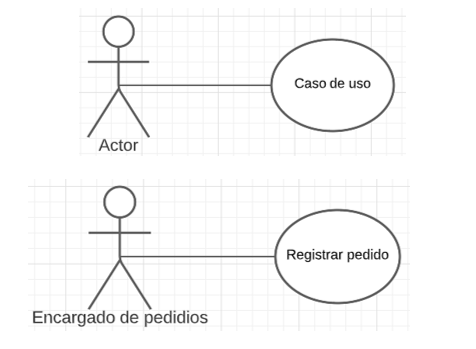 Caso de uso
Actor
Registrar pedido
Encargado de pedidios